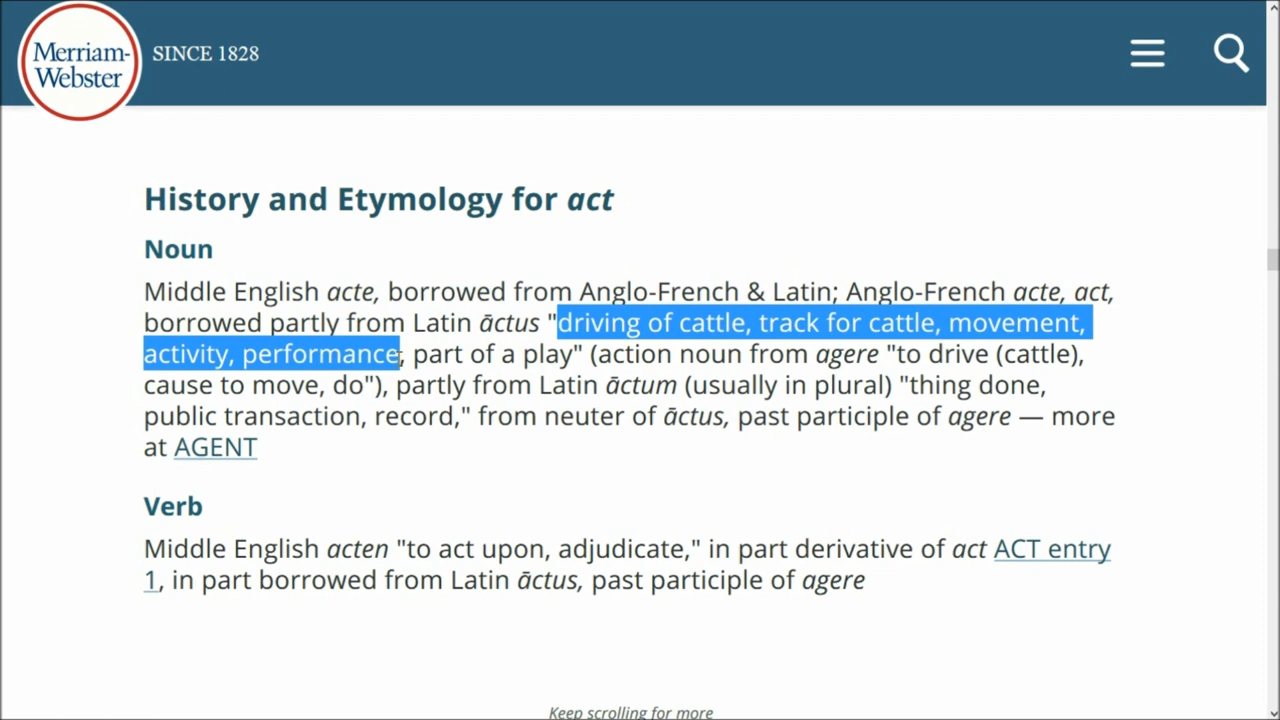 Merriam-
Webster
SINCE 1828
History and Etymology for act
Noun
Middle English acte, borrowed from Anglo-French & Latin; Anglo-French acte, act,
borrowed partly from Latin āctus "driving of cattle, track for cattle, movement,
activity, performance, part of a play" (action noun from agere "to drive (cattle),
cause to move, do"), partly from Latin āctum (usually in plural) "thing done,
public transaction, record," from neuter of āctus, past participle of agere — more
at AGENT
Verb
Middle English acten "to act upon, adjudicate," in part derivative of act ACT entry
1, in part borrowed from Latin āctus, past participle of agere
Keep scrolling for more